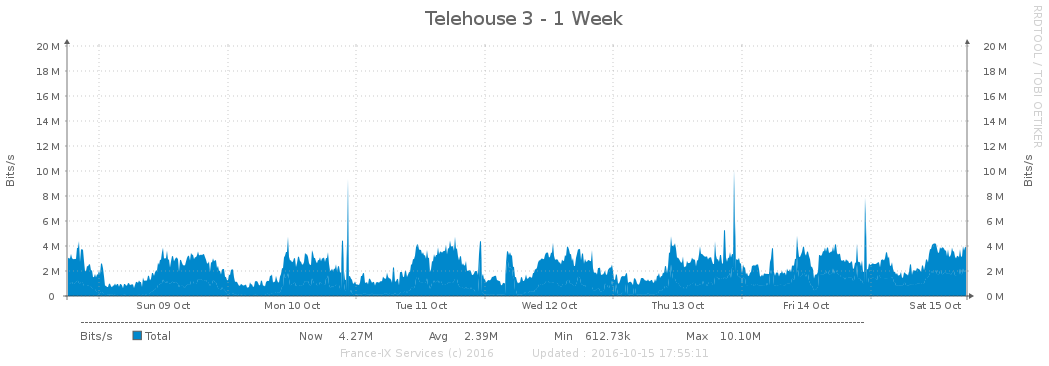 Telehouse 3 - 1 Week
RRDTOOL / TOBI OETIKER
Bits/s
20 M 20 M
18 M 18 M
16 M 16 M
14 M 14 M
12 M 12 M
10 M 10 M
8 M 8 M
6 M 6 M
4 M 4 M
2 M 2 M
0 0 M
Bits/s
Sun 09 Oct Mon 10 Oct Tue 11 Oct Wed 12 Oct Thu 13 Oct Fri 14 Oct Sat 15 Oct
Bits/s Total Now 4.27M Avg 2.39M Min 612.73k Max 10.10M
France-IX Services (c) 2016 Updated : 2016-10-15 17:55:11